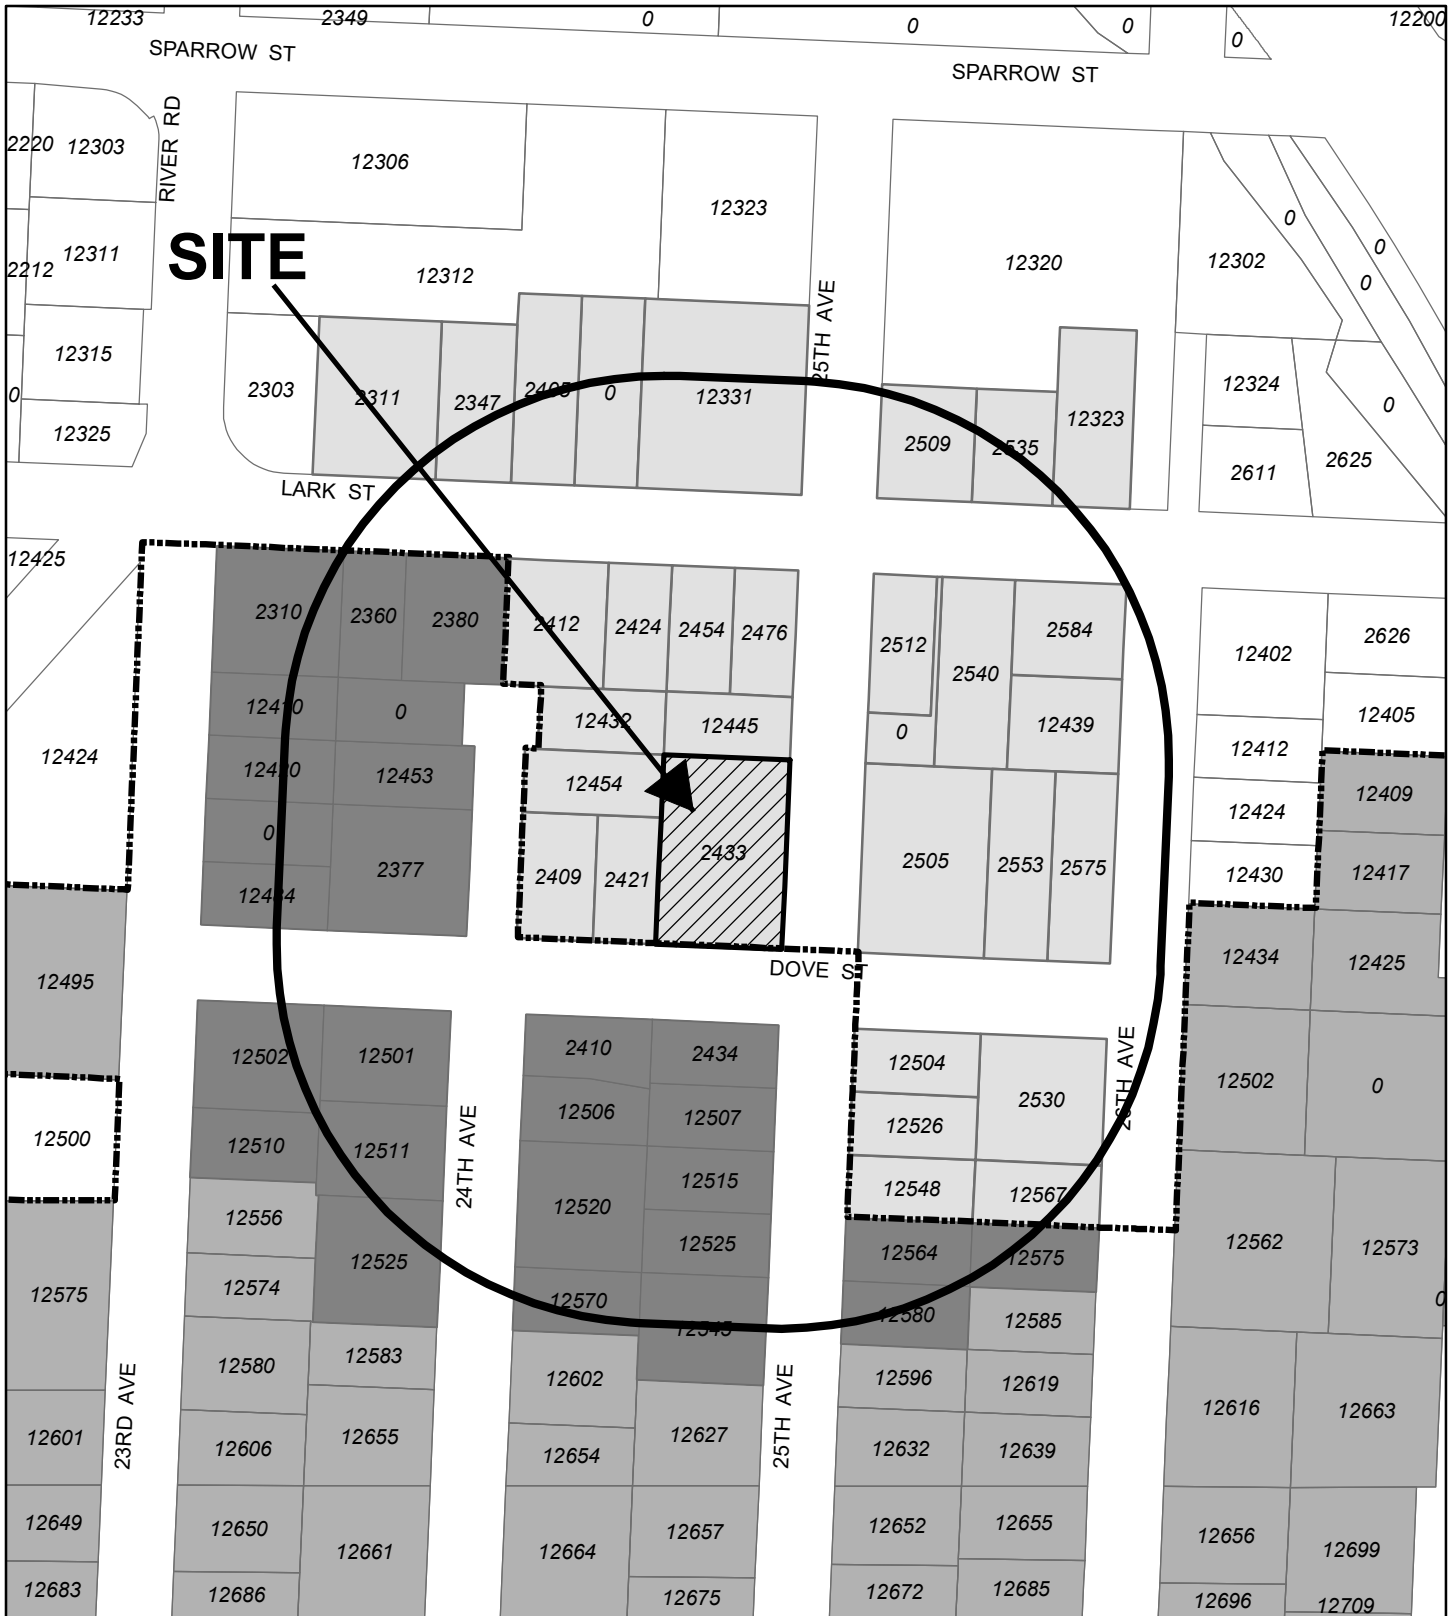 12233 2349 0 0 0 0 12200
SPARROW ST SPARROW ST
RIVER RD
2220 12303 12306 12323
SITE
2212 12311 12312 12320 12302 0 0 0
25TH AVE
12315 2303 2311 2347 2405 0 12331 2509 2535 12323 12324 0
0 12325 2611 2625
LARK ST
12425 2310 2360 2380 2412 2424 2454 2476 2512 2540 2584 12402 2626
12410 0 12432 12445 0 12439 12405
12424 12420 12453 12454 12412 12409
0 2377 2409 2421 2433 2505 2553 2575 12424 12417
12484 12430
DOVE ST
12495 12434 12425
12502 12501 2410 2434 12504 2530 26TH AVE 12502 0
12500 12510 12511 24TH AVE 12506 12507 12526
12556 12520 12515 12548 12567
12575 12574 12525 12525 12564 12575 12562 12573
12570 12545 12580 12585 0
23RD AVE 12580 12583 12602 25TH AVE 12596 12619
12601 12606 12655 12654 12627 12632 12639 12616 12663
12649 12650 12661 12664 12657 12652 12655 12656 12699
12683 12686 12675 12672 12685 12696 12709